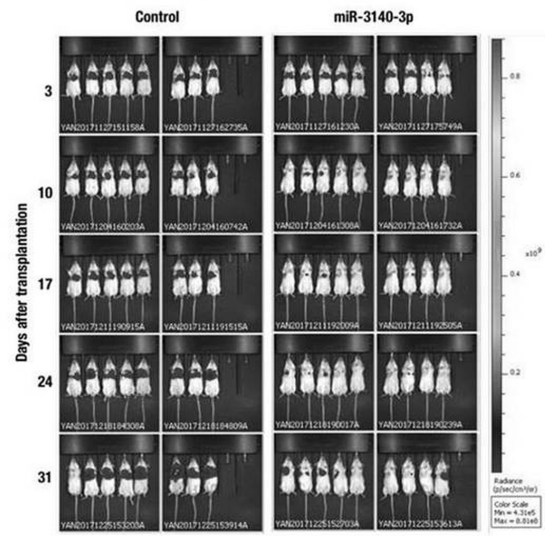 Control miR-3140-3p
Days after transplantation
3
YAN20171127151158A YAN20171127162735A YAN20171127161230A YAN20171127175749A
10
YAN20171204160203A YAN20171204160742A YAN20171204161308A YAN20171204161732A
17
YAN20171211190915A YAN20171211191515A YAN20171211192009A YAN20171211192505A
24
YAN20171218184308A YAN20171218184809A YAN20171218190017A YAN20171218190239A
31
YAN20171225153203A YAN20171225153914A YAN20171225152703A YAN20171225153613A
0.8
0.6
x10⁹
0.4
0.2
Radiance
(p/sec/cm²/sr)
Color Scale
Min = 4.31e5
Max = 8.81e8